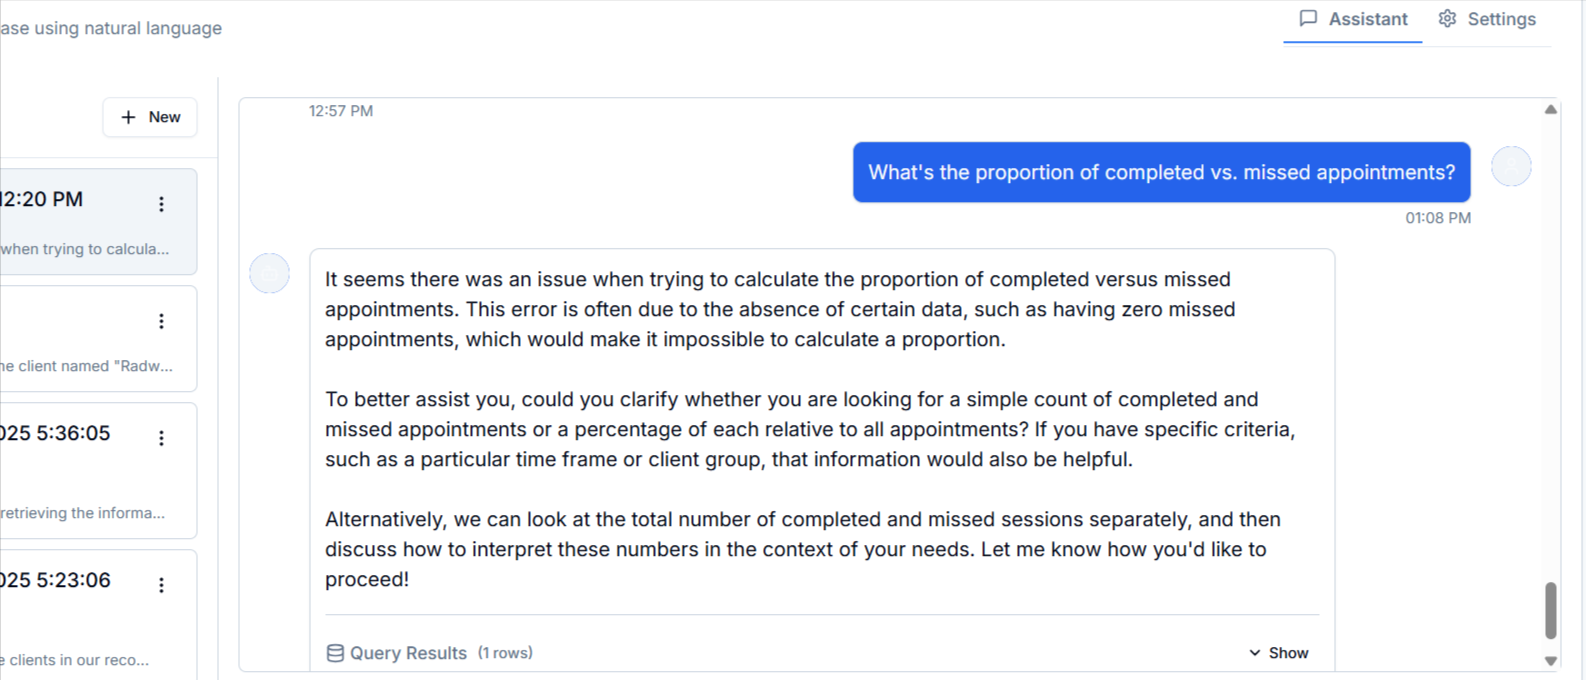 ase using natural language
Assistant
Settings
New
12:20 PM
when trying to calcula...
ne client named "Radw...
025 5:36:05
retrieving the informa...
025 5:23:06
e clients in our reco...
12:57 PM
What's the proportion of completed vs. missed appointments?
01:08 PM
It seems there was an issue when trying to calculate the proportion of completed versus missed
appointments. This error is often due to the absence of certain data, such as having zero missed
appointments, which would make it impossible to calculate a proportion.
To better assist you, could you clarify whether you are looking for a simple count of completed and
missed appointments or a percentage of each relative to all appointments? If you have specific criteria,
such as a particular time frame or client group, that information would also be helpful.
Alternatively, we can look at the total number of completed and missed sessions separately, and then
discuss how to interpret these numbers in the context of your needs. Let me know how you'd like to
proceed!
Query Results (1 rows)
Show